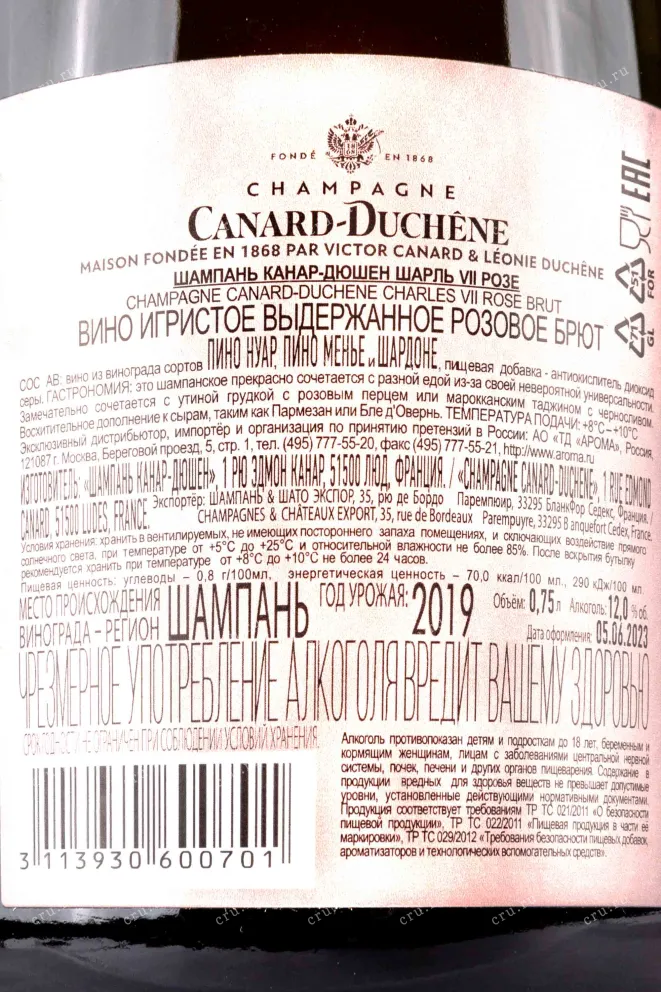 FONDÉ EN 1868
CHAMPAGNE
CANARD-DUCHÊNE
MAISON FONDÉE EN 1868 PAR VICTOR CANARD & LÉONIE DUCHÊNE
ШАМПАНЬ КАНАР-ДЮШЕН ШАРЛЬ VII РОЗЕ
CHAMPAGNE CANARD-DUCHENE CHARLES VII ROSE BRUT
ВИНО ИГРИСТОЕ ВЫДЕРЖАННОЕ РОЗОВОЕ БРЮТ
СОСТАВ: вино из винограда сортов ПИНО НУАР, ПИНО МЕНЬЕ и ШАРДОНЕ, пищевая добавка - антиокислитель диоксид
серы. ГАСТРОНОМИЯ: это шампанское прекрасно сочетается с разной едой из-за своей невероятной универсальности.
Замечательно сочетается с утиной грудкой с розовым перцем или марокканским таджином с черносливом.
Восхитительное дополнение к сырам, таким как Пармезан или Бле д'Овернь. ТЕМПЕРАТУРА ПОДАЧИ: +8°C–+10°C
Эксклюзивный дистрибьютор, импортёр и организация по принятию претензий в России: АО «ТД «АРОМА», Россия,
121087 г. Москва, Береговой проезд, 5, стр. 1, тел. (495) 777-55-20, факс (495) 777-55-21, http://www.aroma.ru
ИЗГОТОВИТЕЛЬ: «ШАМПАНЬ КАНАР-ДЮШЕН», 1 РЮ ЭДМОН КАНАР, 51500 ЛЮД, ФРАНЦИЯ. / «CHAMPAGNE CANARD-DUCHENE», 1 RUE EDMOND
CANARD, 51500 LUDES, FRANCE. Экспортёр: ШАМПАНЬ & ШАТО ЭКСПОР, 35, рю де Бордо Паремпюир, 33295 БланкФор Седекс, Франция. /
CHAMPAGNES & CHÂTEAUX EXPORT, 35, rue de Bordeaux Parempuyre, 33295 Blanquefort Cedex, France.
Условия хранения: хранить в вентилируемых, не имеющих постороннего запаха помещениях, и сключающих воздействие прямого
солнечного света, при температуре от +5°C до +25°C и относительной влажности не более 85%. После вскрытия бутылку
рекомендуется хранить при температуре от +8°C до +10°C не более 24 часов.
Пищевая ценность: углеводы – 0,8 г/100мл, энергетическая ценность – 70,0 ккал/100 мл., 290 кДж/100 мл.
МЕСТО ПРОИСХОЖДЕНИЯ
ВИНОГРАДА – РЕГИОН ШАМПАНЬ ГОД УРОЖАЯ: 2019 Объём: 0,75л Алкоголь: 12,0 % об.
Дата оформления: 05.06.2023
ЧРЕЗМЕРНОЕ УПОТРЕБЛЕНИЕ АЛКОГОЛЯ ВРЕДИТ ВАШЕМУ ЗДОРОВЬЮ
СРОК ГОДНОСТИ НЕ ОГРАНИЧЕН ПРИ СОБЛЮДЕНИИ УСЛОВИЙ ХРАНЕНИЯ
Алкоголь противопоказан детям и подросткам до 18 лет, беременным и
кормящим женщинам, лицам с заболеваниями центральной нервной
системы, почек, печени и других органов пищеварения. Содержание в
продукции вредных для здоровья веществ не превышает допустимые
уровни, установленные действующими нормативными документами.
Продукция соответствует требованиям ТР ТС 021/2011 «О безопасности
пищевой продукции», ТР ТС 022/2011 «Пищевая продукция в части её
маркировки», ТР ТС 029/2012 «Требования безопасности пищевых добавок,
ароматизаторов и технологических вспомогательных средств».
3 113930 600701
EAC
51
FOR
71
GL
cru.ru